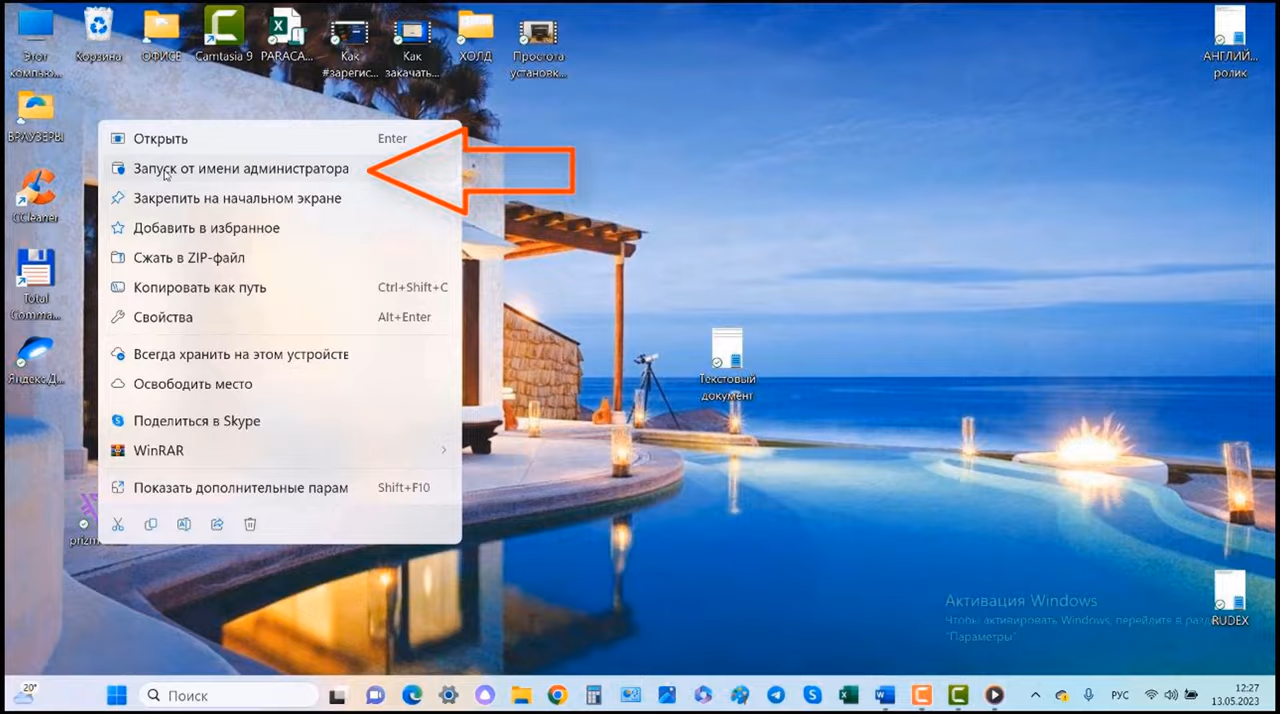 Этот
компью...
Корзина
ОФИСЕ
Camtasia 9
PARACA...
Как
#зарегис...
Как
закачать...
ХОЛД
Простота
установк...
АНГЛИЙ...
ролик
БРАУЗЕРЫ
CCleaner
Total
Comma...
Яндекс.Д...
Открыть Enter
Запуск от имени администратора
Закрепить на начальном экране
Добавить в избранное
Сжать в ZIP-файл
Копировать как путь Ctrl+Shift+C
Свойства Alt+Enter
Всегда хранить на этом устройстве
Освободить место
Поделиться в Skype
WinRAR
Показать дополнительные парам Shift+F10
Текстовый
документ
Активация Windows
Чтобы активировать Windows, перейдите в разд
"Параметры".
RUDEX
20°
Поиск
РУС
12:27
13.05.2023